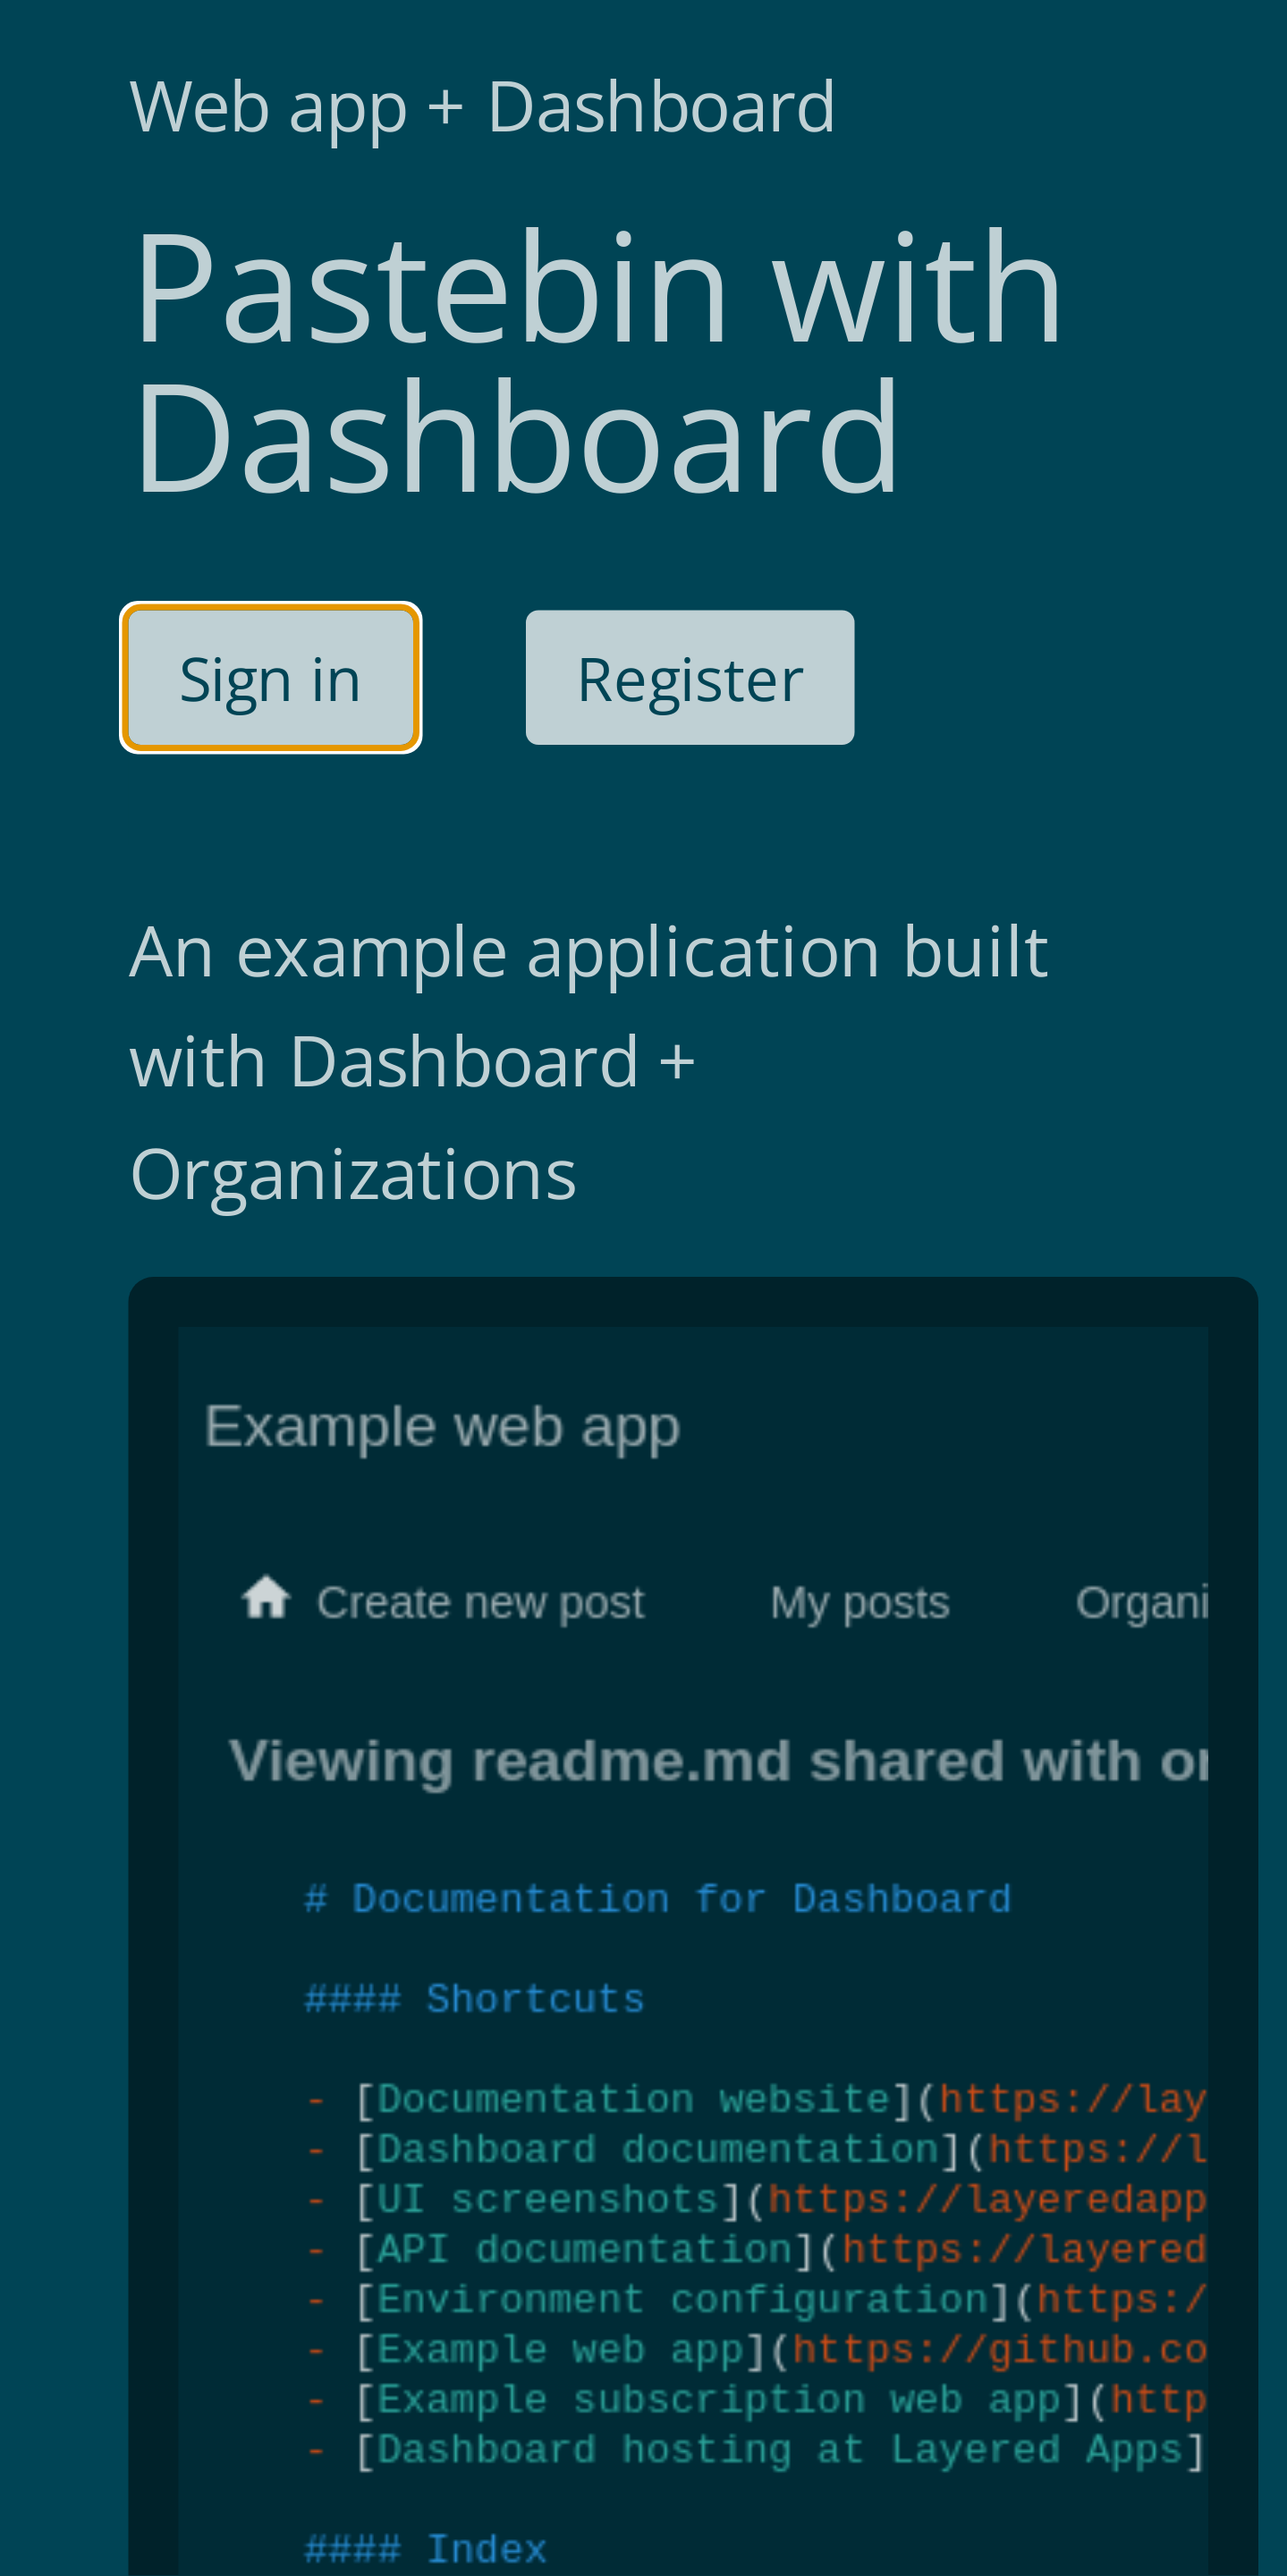 Web app + Dashboard
Pastebin with
Dashboard
Sign in
Register
An example application built
with Dashboard +
Organizations
Example web app
Create new post My posts Organi
Viewing readme.md shared with or
# Documentation for Dashboard
#### Shortcuts
- [Documentation website](https://lay
- [Dashboard documentation](https://l
- [UI screenshots](https://layeredapp
- [API documentation](https://layered
- [Environment configuration](https:/
- [Example web app](https://github.co
- [Example subscription web app](http
- [Dashboard hosting at Layered Apps]
#### Index